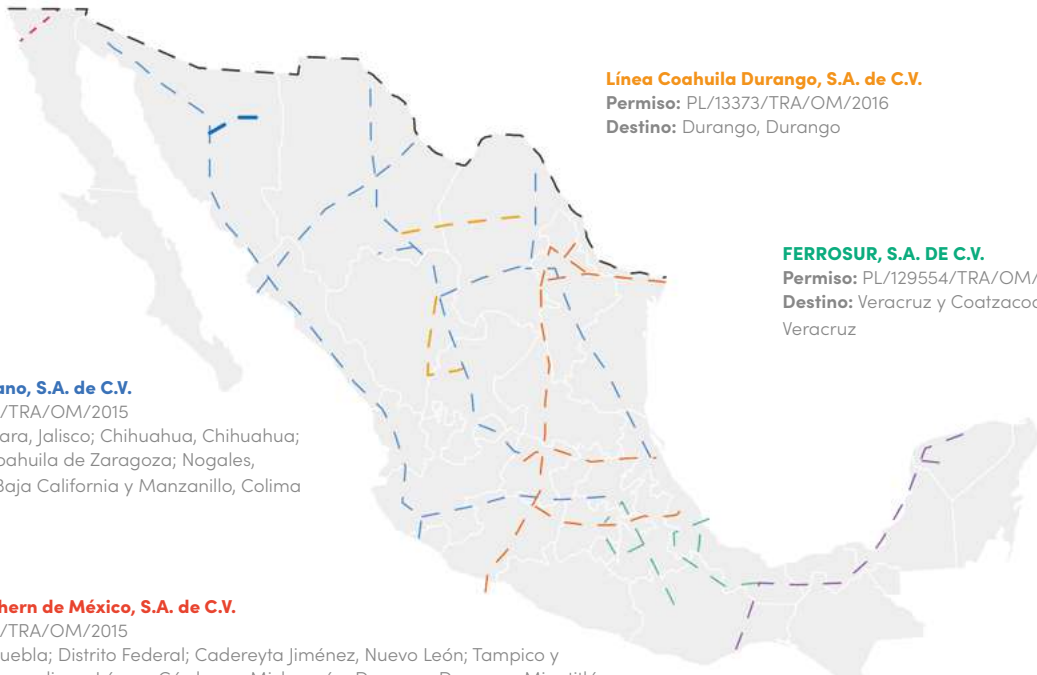 Línea Coahuila Durango, S.A. de C.V.
Permiso: PL/13373/TRA/OM/2016
Destino: Durango, Durango
FERROSUR, S.A. DE C.V.
Permiso: PL/129554/TRA/OM/
Destino: Veracruz y Coatzacoa
Veracruz
ano, S.A. de C.V.
/TRA/OM/2015
ara, Jalisco; Chihuahua, Chihuahua;
oahuila de Zaragoza; Nogales,
Baja California y Manzanillo, Colima
hern de México, S.A. de C.V.
/TRA/OM/2015
uebla; Distrito Federal; Cadereyta Jiménez, Nuevo León; Tampico y